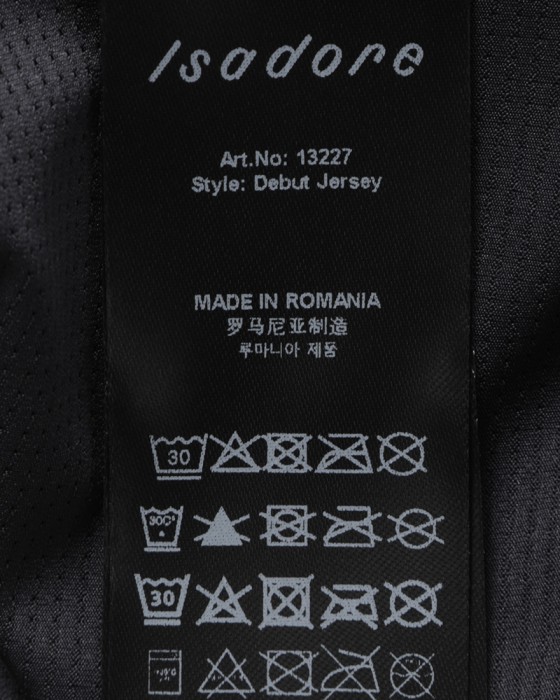 Isadore
Art.No: 13227
Style: Debut Jersey
MADE IN ROMANIA
罗马尼亚制造
루마니아 제품
30
30C°
30